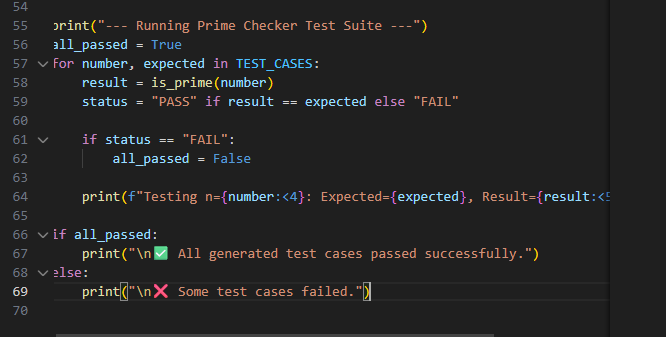 54
55 print("--- Running Prime Checker Test Suite ---")
56 all_passed = True
57 for number, expected in TEST_CASES:
58 result = is_prime(number)
59 status = "PASS" if result == expected else "FAIL"
60
61 if status == "FAIL":
62 all_passed = False
63
64 print(f"Testing n={number:<4}: Expected={expected}, Result={result:<5
65
66 if all_passed:
67 print("\n✅ All generated test cases passed successfully.")
68 else:
69 print("\n❌ Some test cases failed.")
70